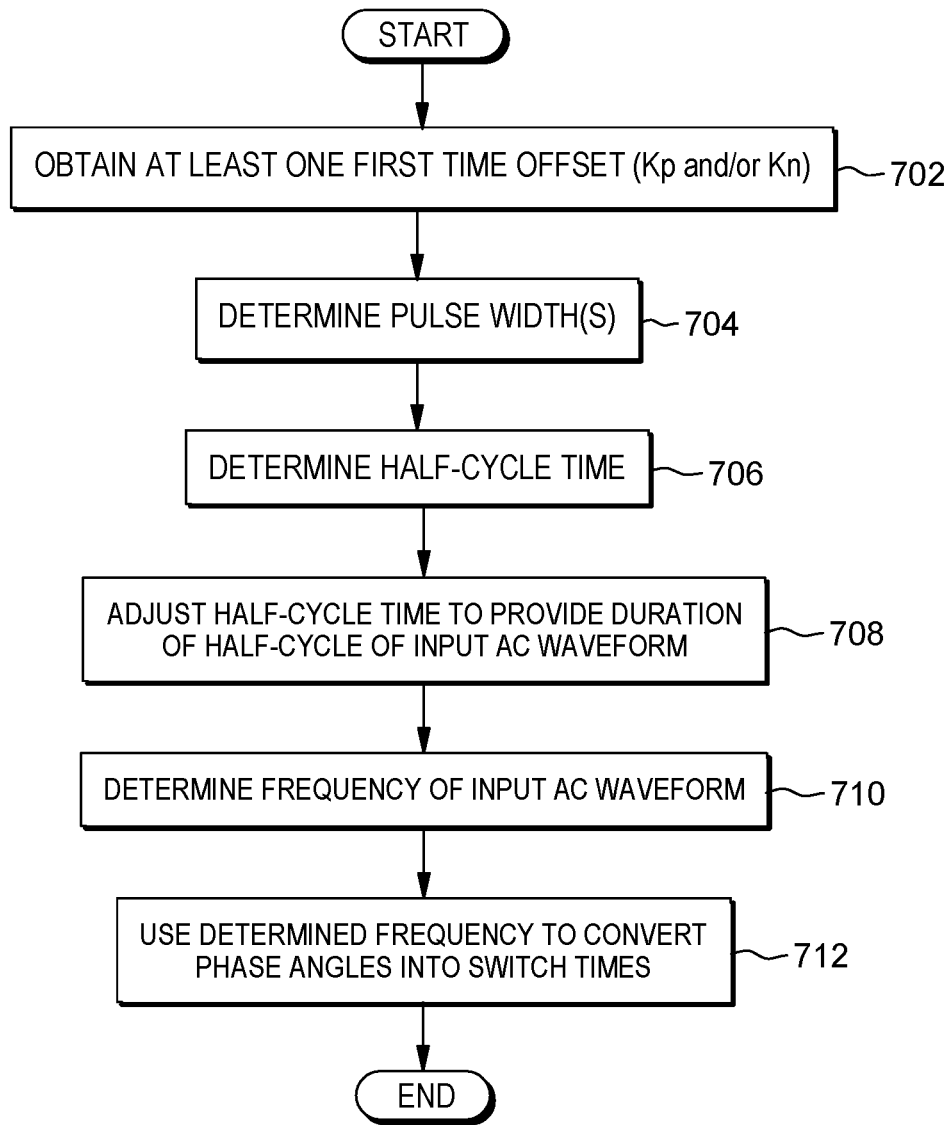 START
OBTAIN AT LEAST ONE FIRST TIME OFFSET (Kp and/or Kn)
702
DETERMINE PULSE WIDTH(S)
704
DETERMINE HALF-CYCLE TIME
706
ADJUST HALF-CYCLE TIME TO PROVIDE DURATION
OF HALF-CYCLE OF INPUT AC WAVEFORM
708
DETERMINE FREQUENCY OF INPUT AC WAVEFORM
710
USE DETERMINED FREQUENCY TO CONVERT
PHASE ANGLES INTO SWITCH TIMES
712
END